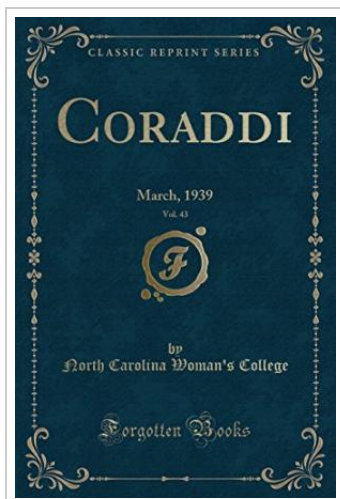 CLASSIC REPRINT SERIES
CORADDI
March, 1939
Vol. 43
F
by
North Carolina Woman's College
Forgotten Books